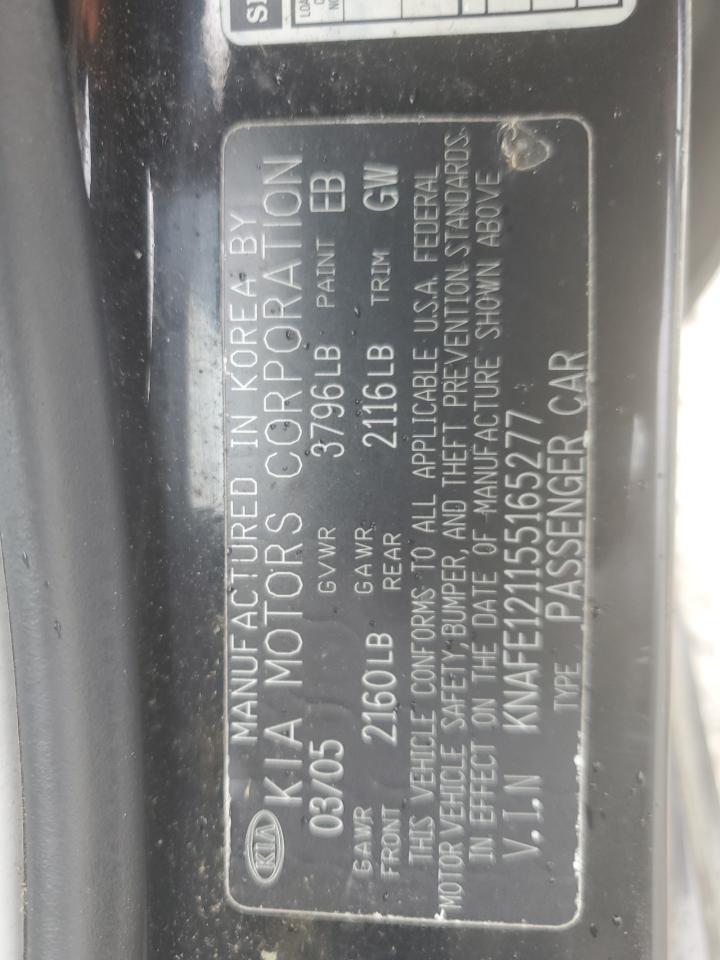 KIA
MANUFACTURED IN KOREA BY
KIA MOTORS CORPORATION
03/05 GVWR 3796LB PAINT EB
GAWR FRONT 2160LB GAWR REAR 2116LB TRIM GW
THIS VEHICLE CONFORMS TO ALL APPLICABLE U.S.A. FEDERAL
MOTOR VEHICLE SAFETY, BUMPER, AND THEFT PREVENTION STANDARDS
IN EFFECT ON THE DATE OF MANUFACTURE SHOWN ABOVE.
V.I.N KNAFE121155165277
TYPE PASSENGER CAR